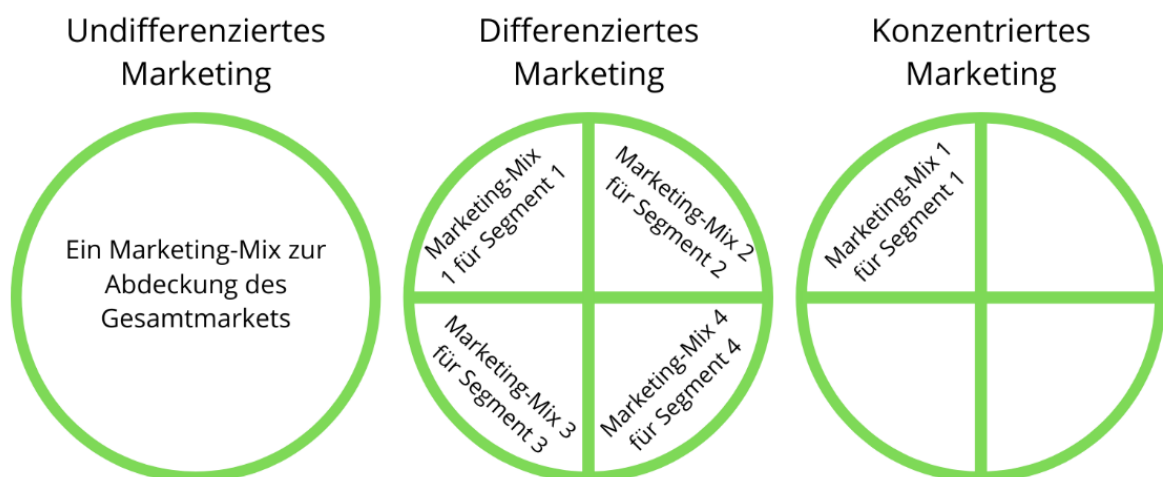 Undifferenziertes
Marketing
Ein Marketing-Mix zur
Abdeckung des
Gesamtmarkets
Differenziertes
Marketing
Marketing-Mix
1 für Segment 1
Marketing-Mix 2
für Segment 2
Marketing-Mix 3
für Segment 3
Marketing-Mix 4
für Segment 4
Konzentriertes
Marketing
Marketing-Mix 1
für Segment 1